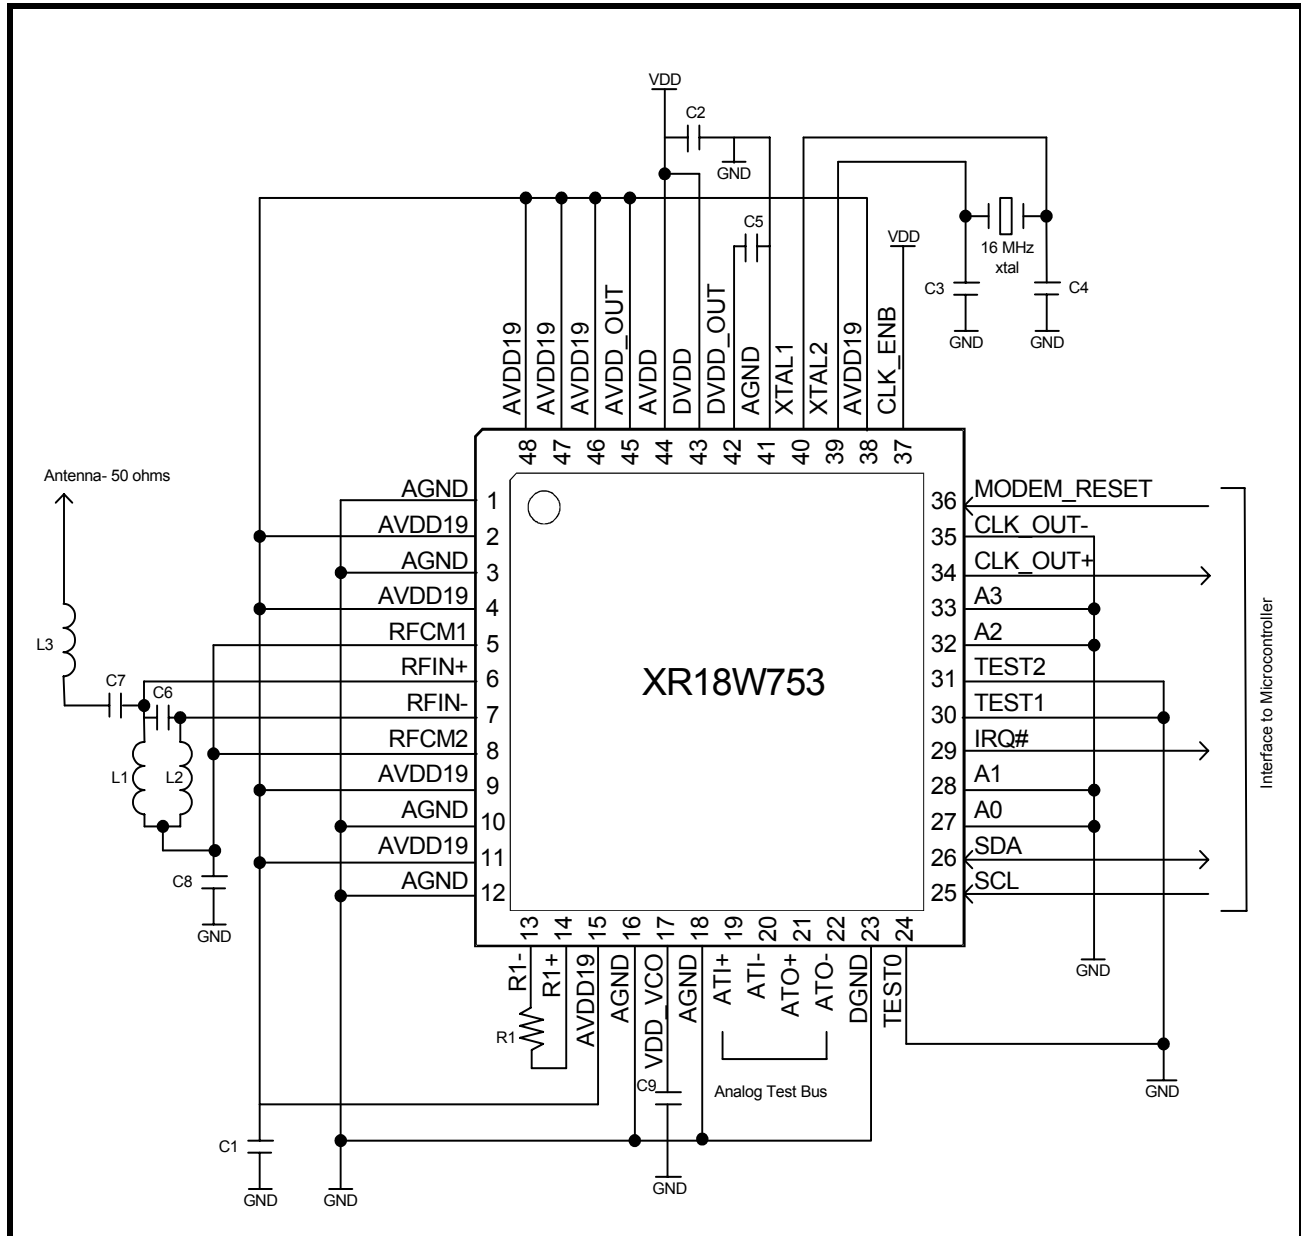 VDD
C2
GND
C5
VDD
16 MHz
xtal
C3
C4
GND
GND
AVDD19
AVDD19
AVDD19
AVDD_OUT
AVDD
DVDD
DVDD_OUT
AGND
XTAL1
XTAL2
AVDD19
CLK_ENB
48
47
46
45
44
43
42
41
40
39
38
37
Antenna- 50 ohms
L3
C7
C6
L1
L2
C8
GND
AGND 1
AVDD19 2
AGND 3
AVDD19 4
RFCM1 5
RFIN+ 6
RFIN- 7
RFCM2 8
AVDD19 9
AGND 10
AVDD19 11
AGND 12
XR18W753
36 MODEM_RESET
35 CLK_OUT-
34 CLK_OUT+
33 A3
32 A2
31 TEST2
30 TEST1
29 IRQ#
28 A1
27 A0
26 SDA
25 SCL
Interface to Microcontroller
GND
13
14
15
16
17
18
19
20
21
22
23
24
R1-
R1+
AVDD19
AGND
VDD_VCO
AGND
ATI+
ATI-
ATO+
ATO-
DGND
TEST0
R1
C9
Analog Test Bus
GND
C1
GND
GND
GND